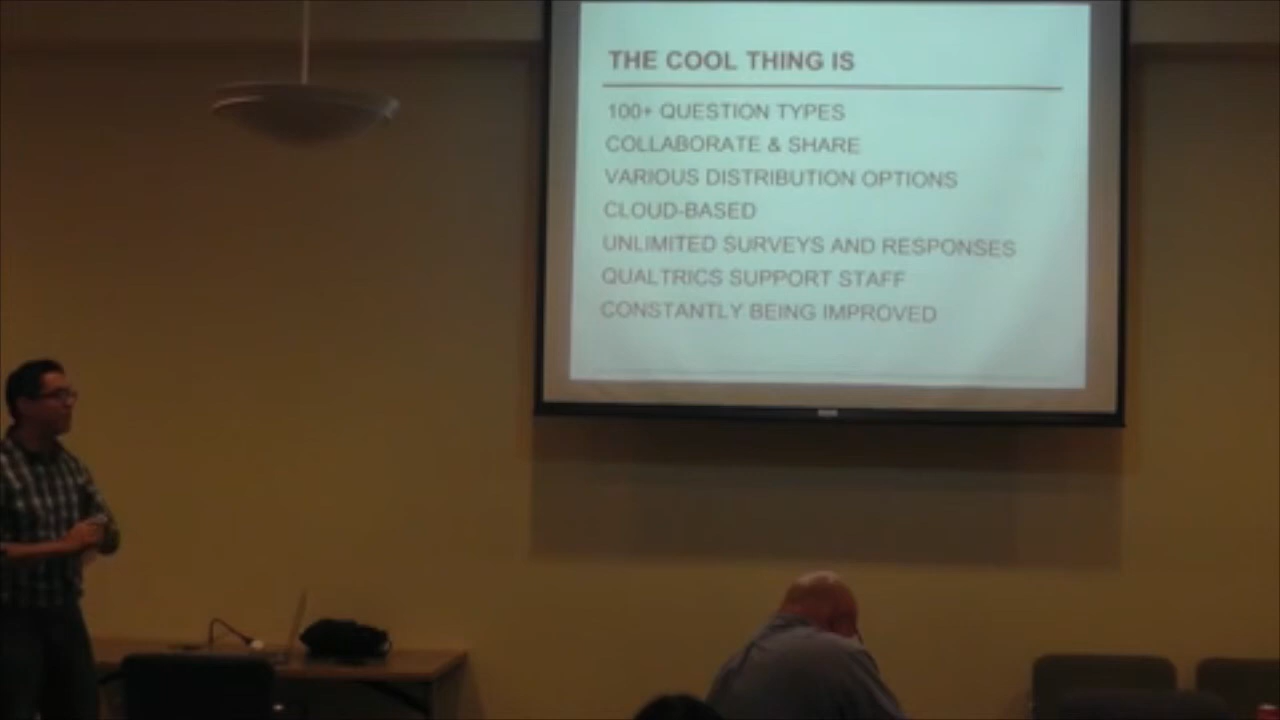 THE COOL THING IS
100+ QUESTION TYPES
COLLABORATE & SHARE
VARIOUS DISTRIBUTION OPTIONS
CLOUD-BASED
UNLIMITED SURVEYS AND RESPONSES
QUALTRICS SUPPORT STAFF
CONSTANTLY BEING IMPROVED